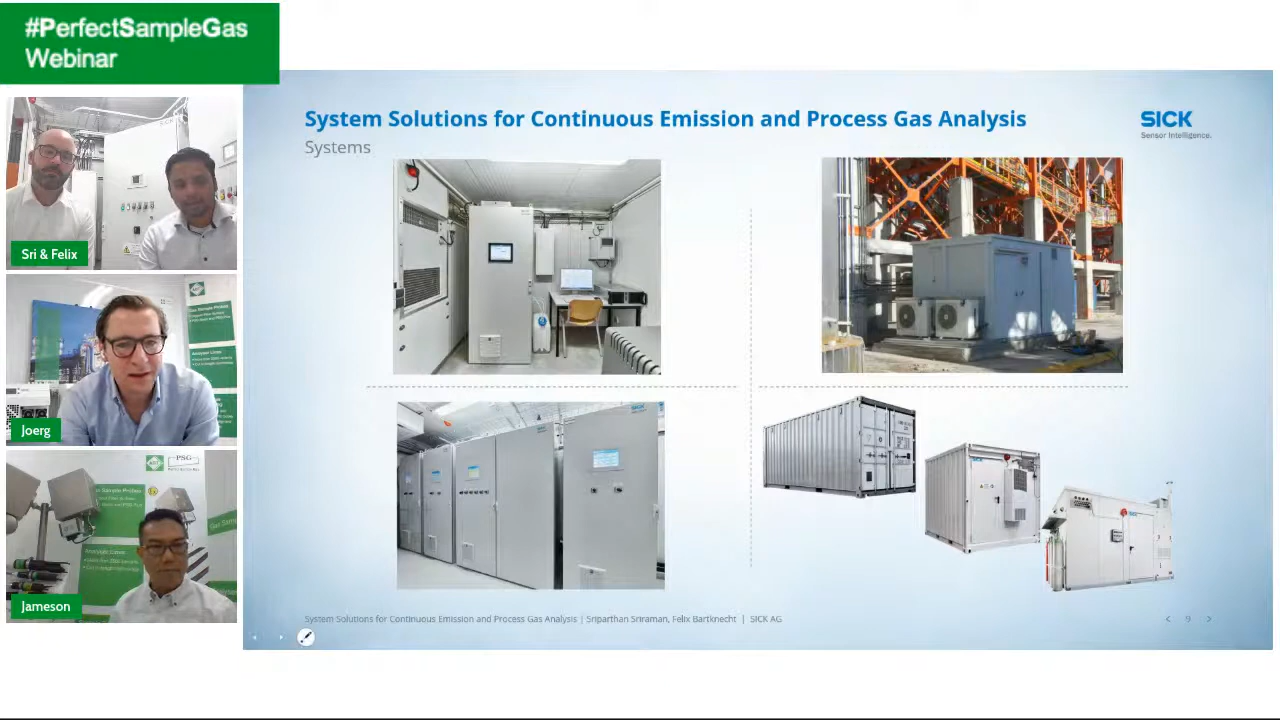 #PerfectSampleGas
Webinar
System Solutions for Continuous Emission and Process Gas Analysis
Systems
SICK
Sensor Intelligence.
Sri & Felix
Joerg
PSG
Jameson
System Solutions for Continuous Emission and Process Gas Analysis | Sriparthan Sriraman, Felix Bartknecht | SICK AG
9